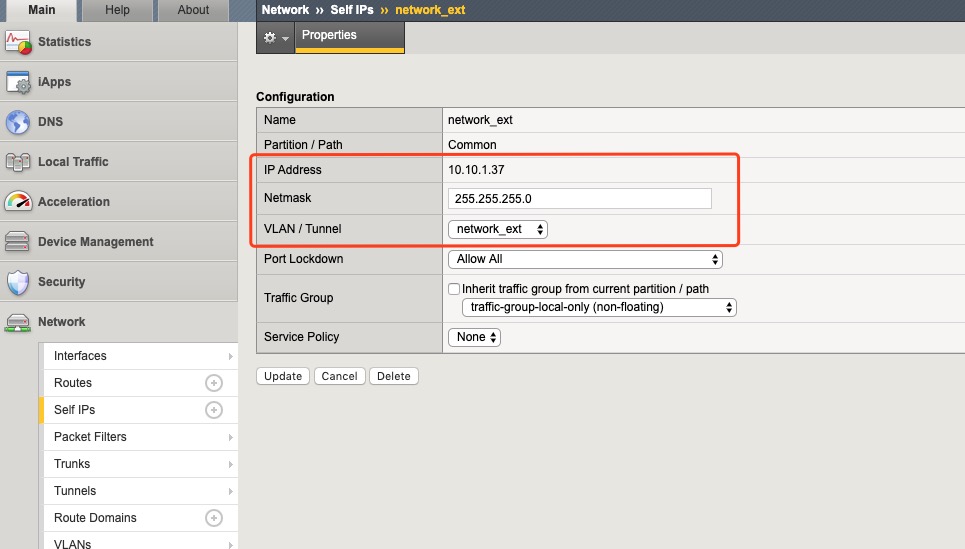 Main Help About
Network ›› Self IPs ›› network_ext
Properties
Statistics
iApps
DNS
Local Traffic
Acceleration
Device Management
Security
Network
Interfaces
Routes
Self IPs
Packet Filters
Trunks
Tunnels
Route Domains
VLANs
Configuration
Name network_ext
Partition / Path Common
IP Address 10.10.1.37
Netmask 255.255.255.0
VLAN / Tunnel network_ext
Port Lockdown Allow All
Traffic Group Inherit traffic group from current partition / path
traffic-group-local-only (non-floating)
Service Policy None
Update Cancel Delete